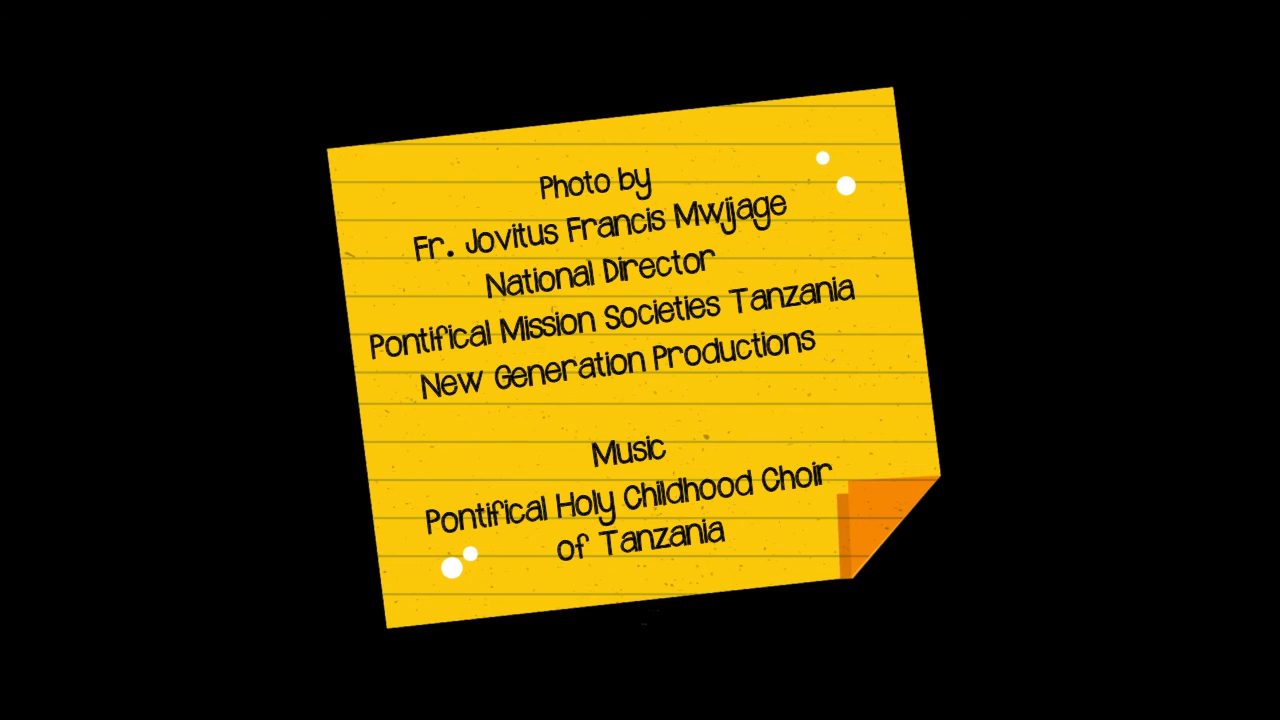 Photo by
Fr. Jovitus Francis Mwijage
National Director
Pontifical Mission Societies Tanzania
New Generation Productions
Music
Pontifical Holy Childhood Choir
of Tanzania